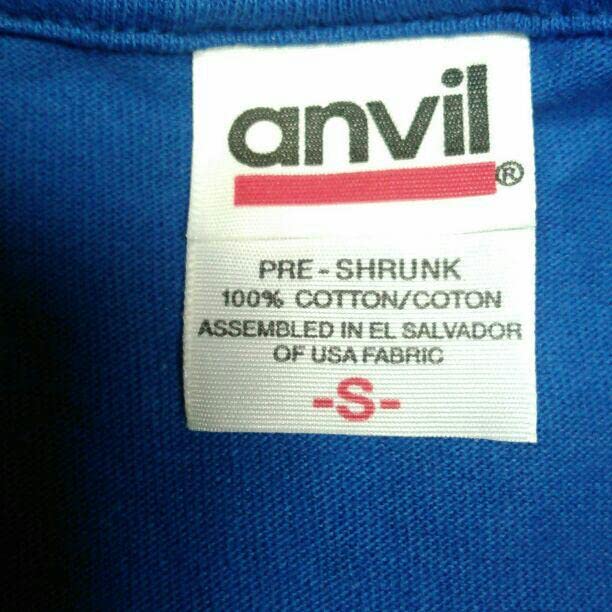 anvil®
PRE-SHRUNK
100% COTTON/COTON
ASSEMBLED IN EL SALVADOR
OF USA FABRIC
-S-